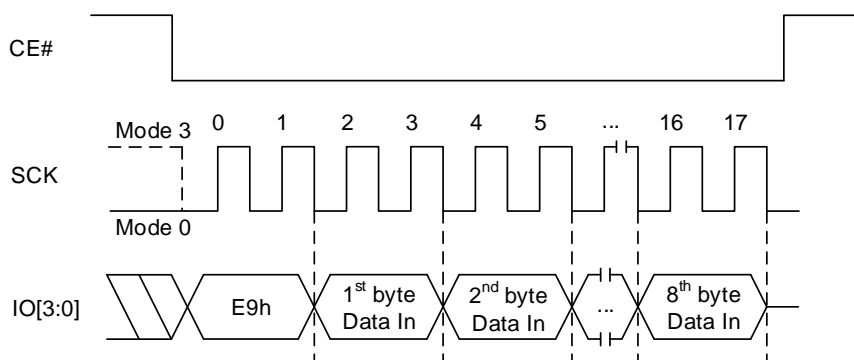 CE#
Mode 3 0 1 2 3 4 5 ... 16 17
SCK
Mode 0
IO[3:0] E9h 1st byte Data In 2nd byte Data In ... 8th byte Data In